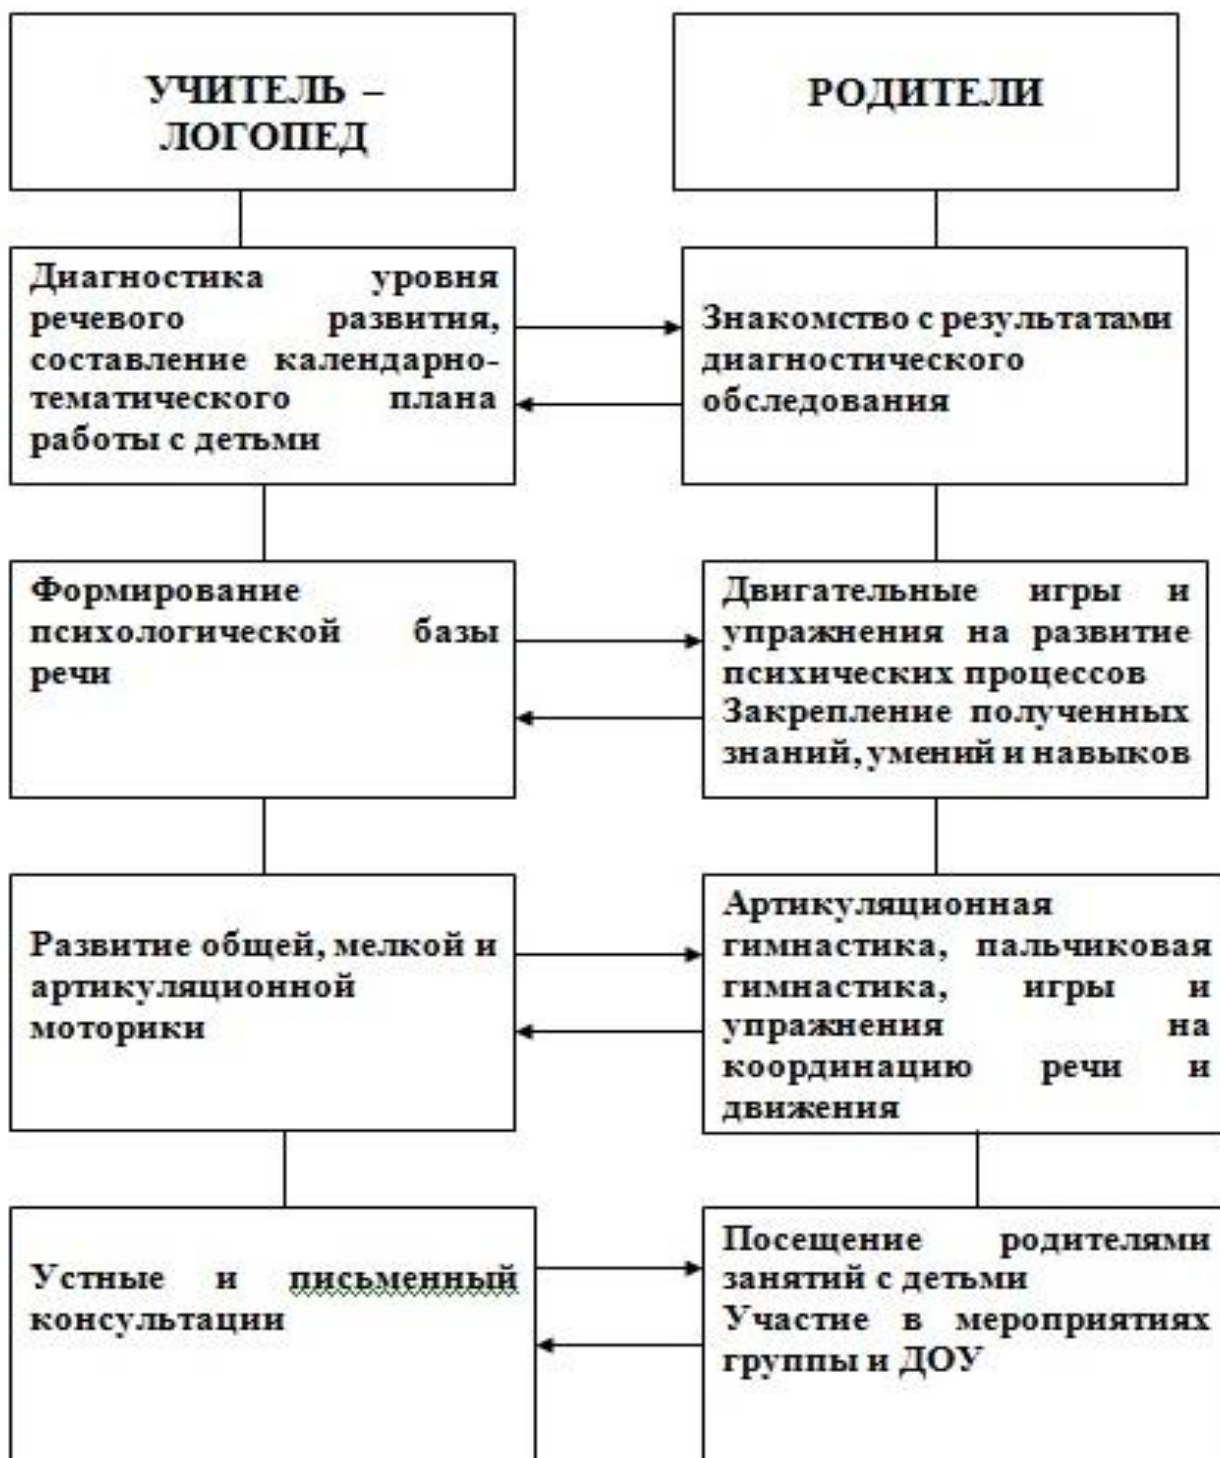 УЧИТЕЛЬ –
ЛОГОПЕД
РОДИТЕЛИ
Диагностика уровня
речевого развития,
составление календарно-
тематического плана
работы с детьми
Знакомство с результатами
диагностического
обследования
Формирование
психологической базы
речи
Двигательные игры и
упражнения на развитие
психических процессов
Закрепление полученных
знаний, умений и навыков
Развитие общей, мелкой и
артикуляционной
моторики
Артикуляционная
гимнастика, пальчиковая
гимнастика, игры и
упражнения на
координацию речи и
движения
Устные и письменный
консультации
Посещение родителями
занятий с детьми
Участие в мероприятиях
группы и ДОУ